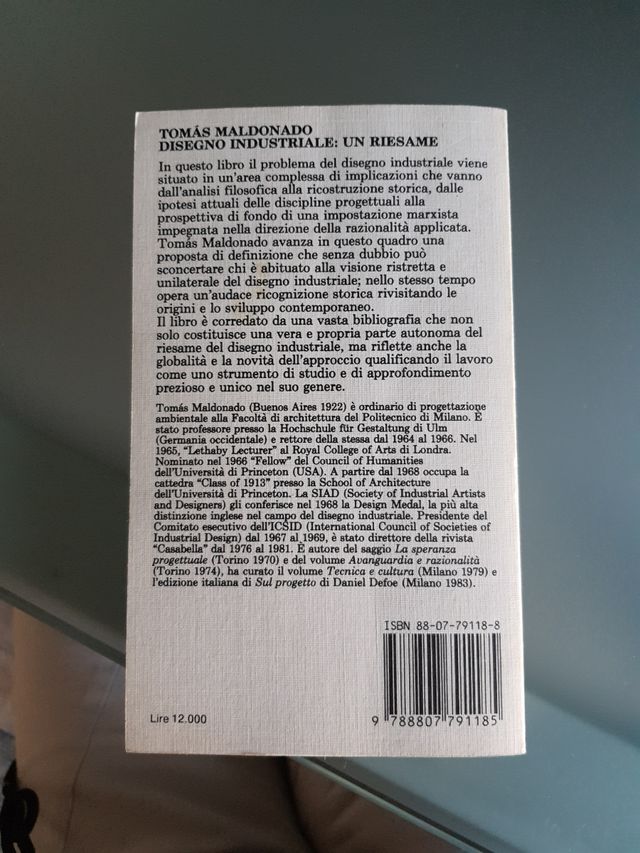 TOMÁS MALDONADO
DISEGNO INDUSTRIALE: UN RIESAME
In questo libro il problema del disegno industriale viene
situato in un'area complessa di implicazioni che vanno
dall'analisi filosofica alla ricostruzione storica, dalle
ipotesi attuali delle discipline progettuali alla
prospettiva di fondo di una impostazione marxista
impegnata nella direzione della razionalità applicata.
Tomás Maldonado avanza in questo quadro una
proposta di definizione che senza dubbio può
sconcertare chi è abituato alla visione ristretta e
unilaterale del disegno industriale; nello stesso tempo
opera un'audace ricognizione storica rivisitando le
origini e lo sviluppo contemporaneo.
Il libro è corredato da una vasta bibliografia che non
solo costituisce una vera e propria parte autonoma del
riesame del disegno industriale, ma riflette anche la
globalità e la novità dell'approccio qualificando il lavoro
come uno strumento di studio e di approfondimento
prezioso e unico nel suo genere.
Tomás Maldonado (Buenos Aires 1922) è ordinario di progettazione
ambientale alla Facoltà di architettura del Politecnico di Milano. È
stato professore presso la Hochschule für Gestaltung di Ulm
(Germania occidentale) e rettore della stessa dal 1964 al 1966. Nel
1965, "Lethaby Lecturer" al Royal College of Arts di Londra.
Nominato nel 1966 "Fellow" del Council of Humanities
dell'Università di Princeton (USA). A partire dal 1968 occupa la
cattedra "Class of 1913" presso la School of Architecture
dell'Università di Princeton. La SIAD (Society of Industrial Artists
and Designers) gli conferisce nel 1968 la Design Medal, la più alta
distinzione inglese nel campo del disegno industriale. Presidente del
Comitato esecutivo dell'ICSID (International Council of Societies of
Industrial Design) dal 1967 al 1969, è stato direttore della rivista
"Casabella" dal 1976 al 1981. È autore del saggio La speranza
progettuale (Torino 1970) e del volume Avanguardia e razionalità
(Torino 1974), ha curato il volume Tecnica e cultura (Milano 1979) e
l'edizione italiana di Sul progetto di Daniel Defoe (Milano 1983).
ISBN 88-07-79118-8
Lire 12.000
9 788807 791185